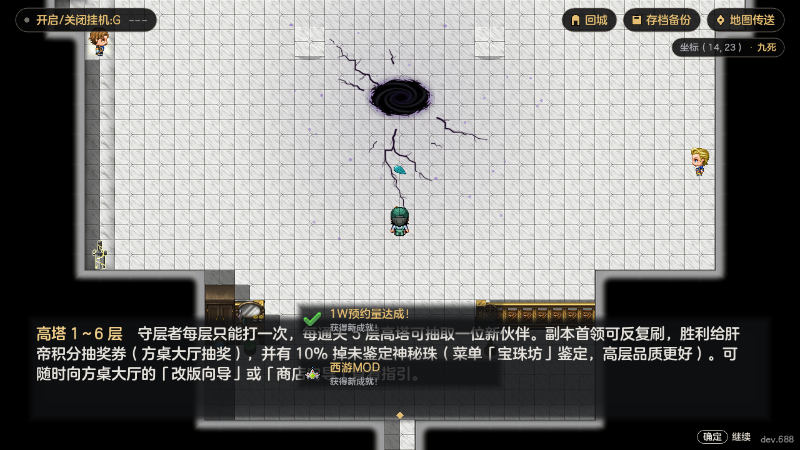 开启/关闭挂机:G ---
回城
存档备份
地图传送
坐标 (14, 23) · 九死
1W预约量达成!
获得新成就!
高塔 1～6 层 守层者每层只能打一次，每通关 3 层高塔可抽取一位新伙伴。副本首领可反复刷，胜利给肝
帝积分抽奖券（方桌大厅抽奖），并有 10% 掉未鉴定神秘珠（菜单「宝珠坊」鉴定，高层品质更好）。可
随时向方桌大厅的「改版向导」或「商店 指引。
西游MOD
获得新成就!
确定 继续
dev.688